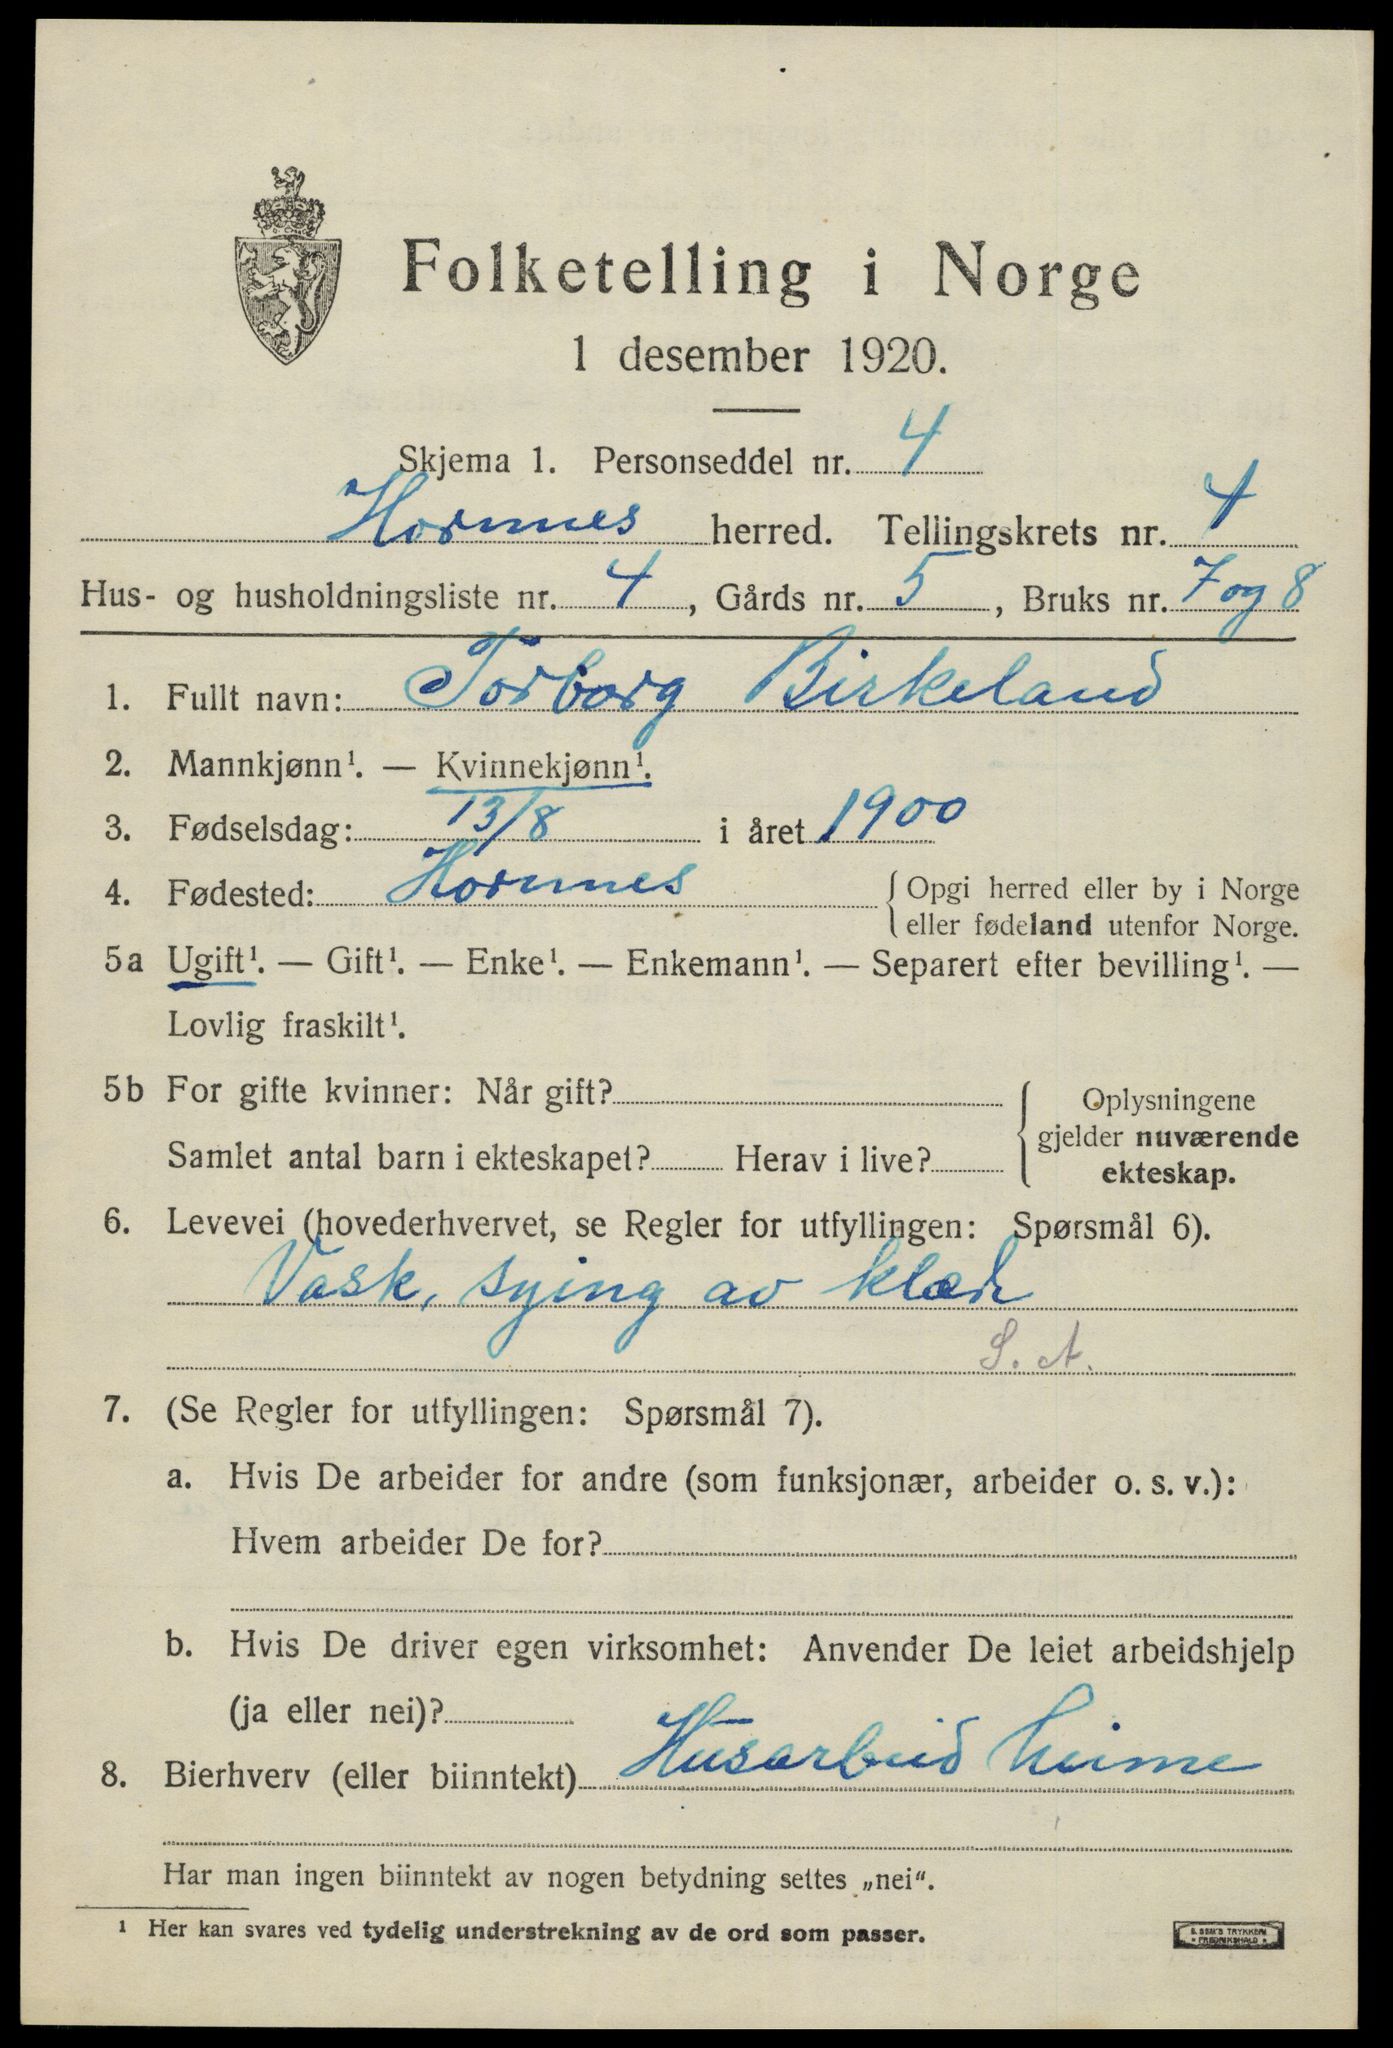 Folketelling i Norge
1 desember 1920.
Skjema 1. Personseddel nr. 4
Hornnes herred. Tellingskrets nr. 4
Hus- og husholdningsliste nr. 4, Gårds nr. 5, Bruks nr. 7 og 8
1. Fullt navn: Torborg Birkeland
2. Mannkjønn¹. — Kvinnekjønn¹.
3. Fødselsdag: 13/8 i året 1900
4. Fødested: Hornnes {Opgi herred eller by i Norge
eller fødeland utenfor Norge.
5a Ugift¹. — Gift¹. — Enke¹. — Enkemann¹. — Separert efter bevilling¹. —
Lovlig fraskilt¹.
5b For gifte kvinner: Når gift?
Samlet antal barn i ekteskapet? Herav i live?
Oplysningene
gjelder nuværende
ekteskap.
6. Levevei (hovederhvervet, se Regler for utfyllingen: Spørsmål 6).
Vask, sying av klæde
S. A.
7. (Se Regler for utfyllingen: Spørsmål 7).
a. Hvis De arbeider for andre (som funksjonær, arbeider o. s. v.):
Hvem arbeider De for?
b. Hvis De driver egen virksomhet: Anvender De leiet arbeidshjelp
(ja eller nei)?
8. Bierhverv (eller biinntekt) Husarbeid heime
Har man ingen biinntekt av nogen betydning settes „nei“.
¹ Her kan svares ved tydelig understrekning av de ord som passer.
E. SEM'S TRYKKERI
FREDRIKSHALD